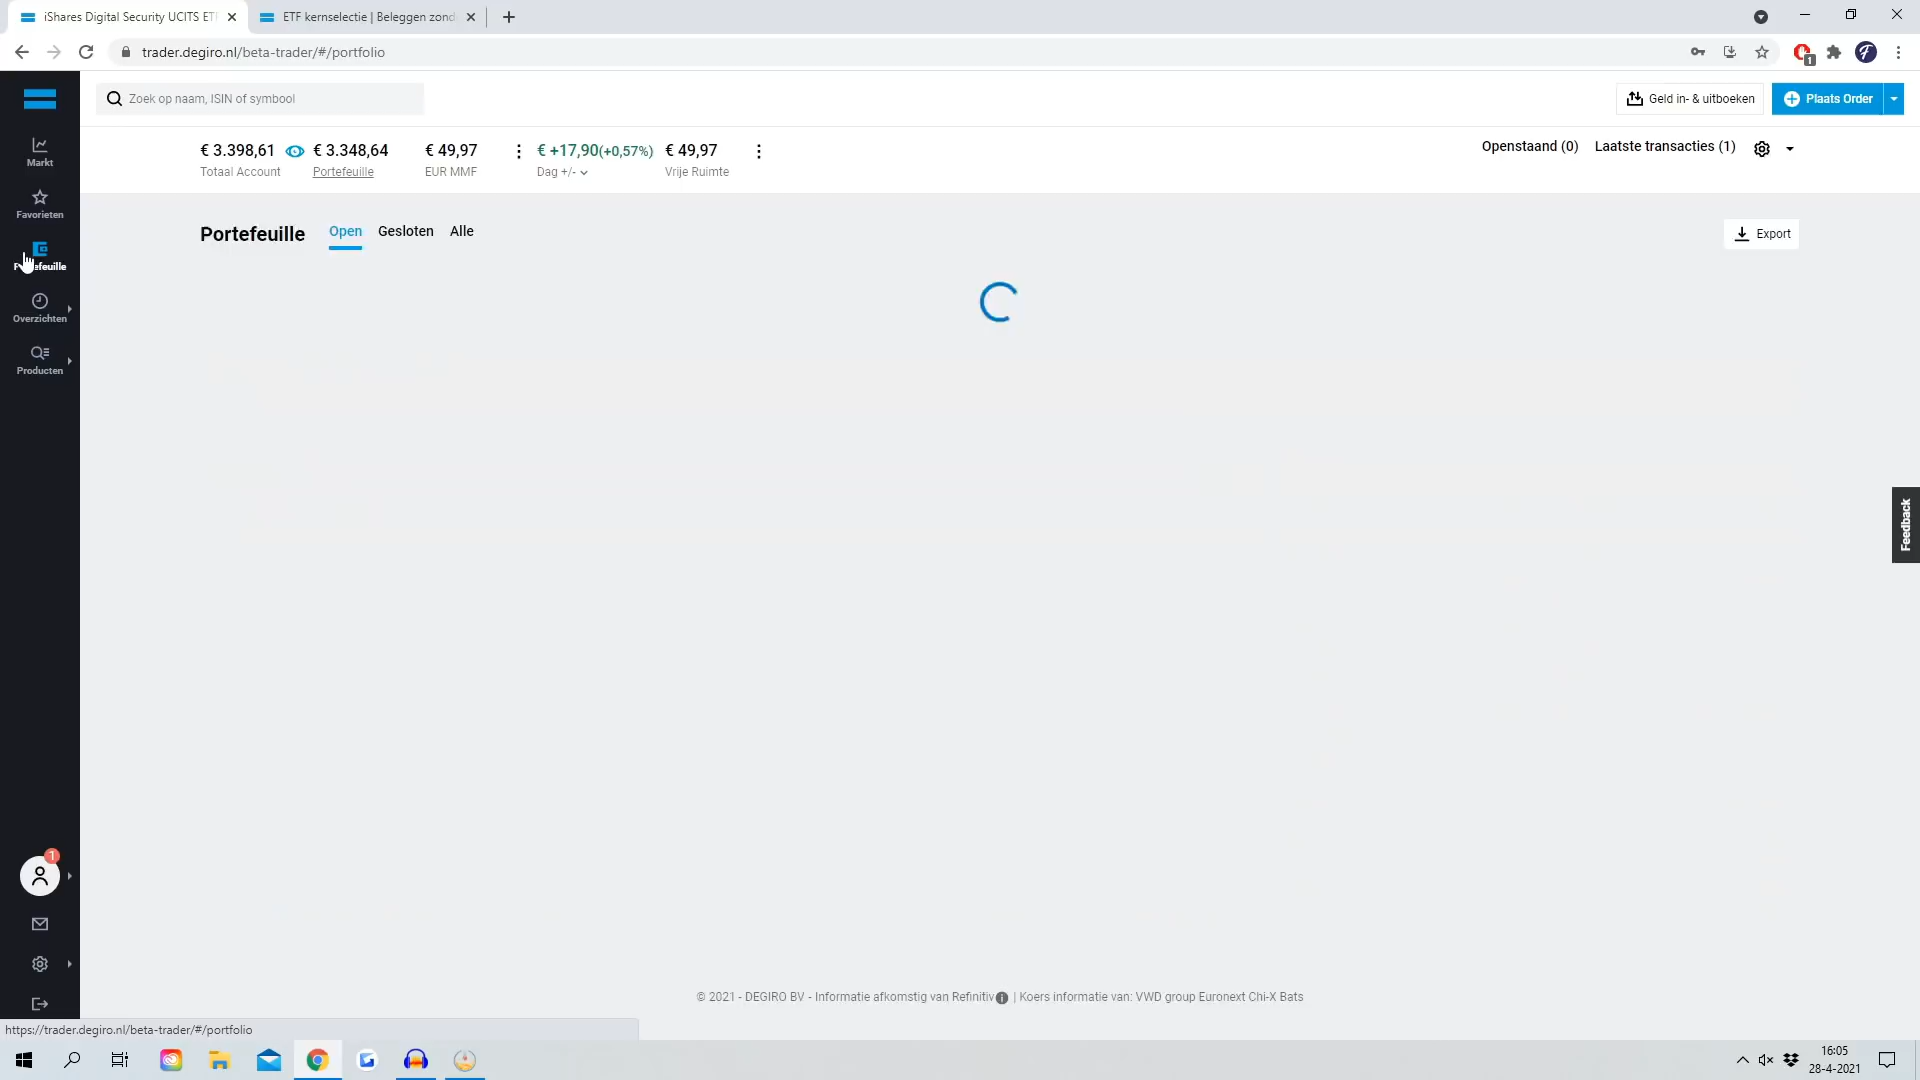 iShares Digital Security UCITS ETF
ETF kernselectie | Beleggen zond
trader.degiro.nl/beta-trader/#/portfolio
1
Zoek op naam, ISIN of symbool
Geld in- & uitboeken
Plaats Order
Markt
Favorieten
Overzichten
Producten
€ 3.398,61
€ 3.348,64
€ 49,97
€ +17,90(+0,57%)
€ 49,97
Totaal Account
Portefeuille
EUR MMF
Dag +/-
Vrije Ruimte
Openstaand (0)
Laatste transacties (1)
Portefeuille
Open
Gesloten
Alle
Export
Feedback
1
© 2021 - DEGIRO BV - Informatie afkomstig van Refinitiv | Koers informatie van: VWD group Euronext Chi-X Bats
https://trader.degiro.nl/beta-trader/#/portfolio
16:05
28-4-2021